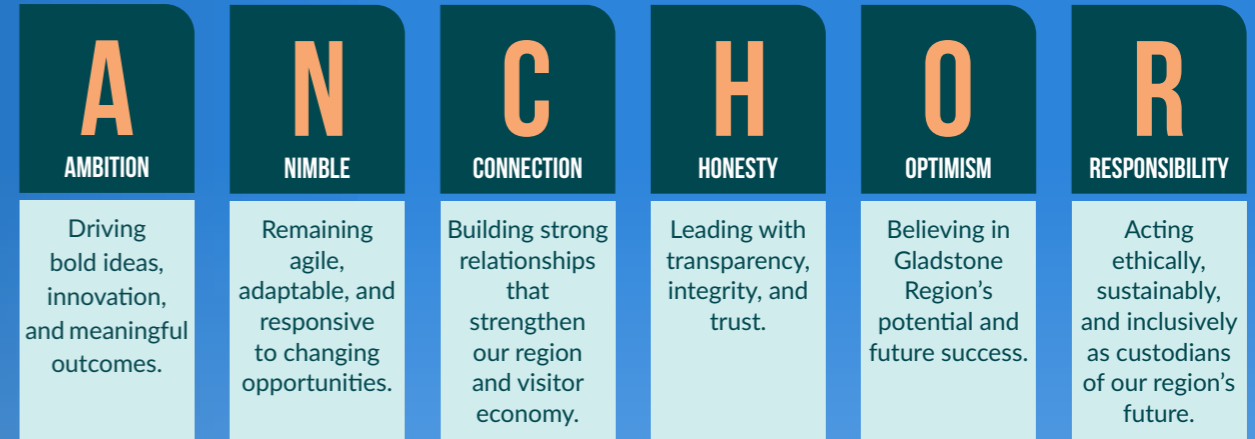 A
AMBITION
Driving
bold ideas,
innovation,
and meaningful
outcomes.
N
NIMBLE
Remaining
agile,
adaptable, and
responsive
to changing
opportunities.
C
CONNECTION
Building strong
relationships
that
strengthen
our region
and visitor
economy.
H
HONESTY
Leading with
transparency,
integrity, and
trust.
O
OPTIMISM
Believing in
Gladstone
Region’s
potential and
future success.
R
RESPONSIBILITY
Acting
ethically,
sustainably,
and inclusively
as custodians
of our region’s
future.